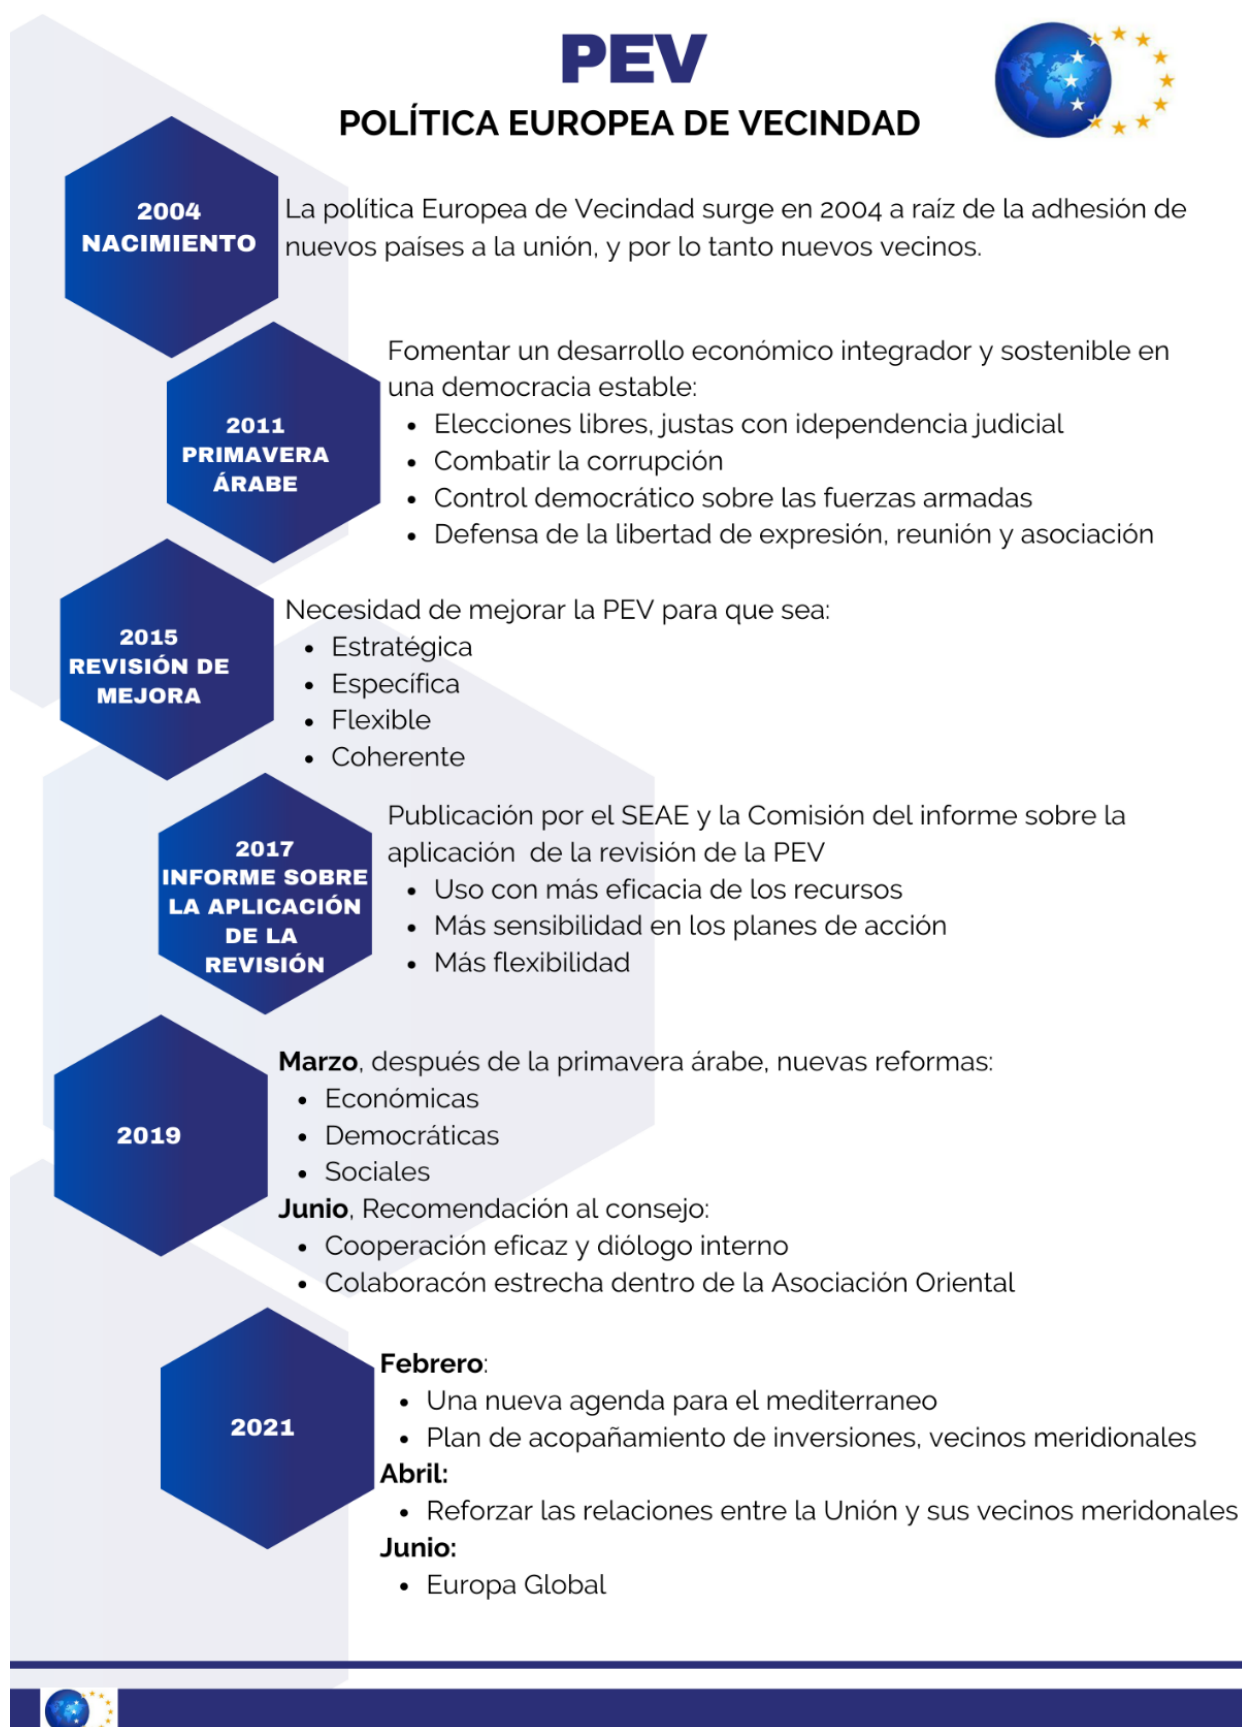 PEV
POLÍTICA EUROPEA DE VECINDAD
2004
NACIMIENTO
La política Europea de Vecindad surge en 2004 a raíz de la adhesión de
nuevos países a la unión, y por lo tanto nuevos vecinos.
2011
PRIMAVERA
ÁRABE
Fomentar un desarrollo económico integrador y sostenible en
una democracia estable:
• Elecciones libres, justas con idependencia judicial
• Combatir la corrupción
• Control democrático sobre las fuerzas armadas
• Defensa de la libertad de expresión, reunión y asociación
2015
REVISIÓN DE
MEJORA
Necesidad de mejorar la PEV para que sea:
• Estratégica
• Específica
• Flexible
• Coherente
2017
INFORME SOBRE
LA APLICACIÓN
DE LA
REVISIÓN
Publicación por el SEAE y la Comisión del informe sobre la
aplicación de la revisión de la PEV
• Uso con más eficacia de los recursos
• Más sensibilidad en los planes de acción
• Más flexibilidad
2019
Marzo, después de la primavera árabe, nuevas reformas:
• Económicas
• Democráticas
• Sociales
Junio, Recomendación al consejo:
• Cooperación eficaz y diólogo interno
• Colaboracón estrecha dentro de la Asociación Oriental
2021
Febrero:
• Una nueva agenda para el mediterraneo
• Plan de acopañamiento de inversiones, vecinos meridionales
Abril:
• Reforzar las relaciones entre la Unión y sus vecinos meridonales
Junio:
• Europa Global